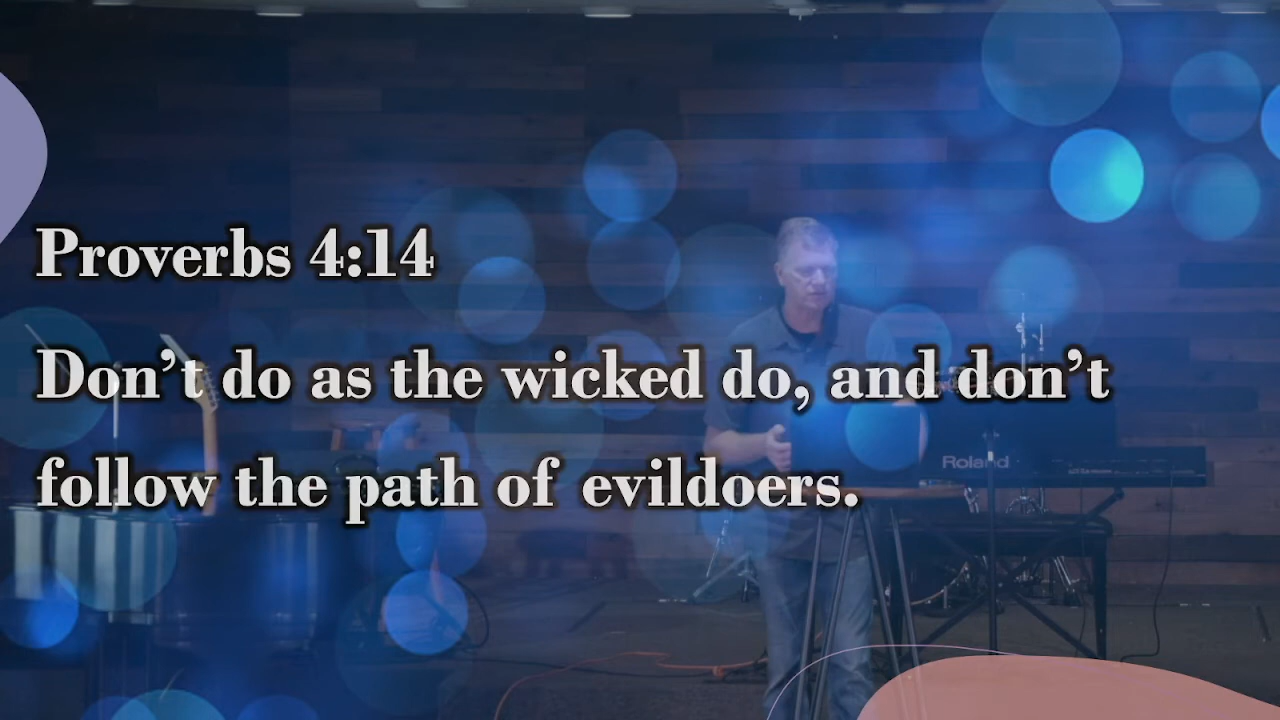 Proverbs 4:14
Don’t do as the wicked do, and don’t
follow the path of evildoers.
Roland